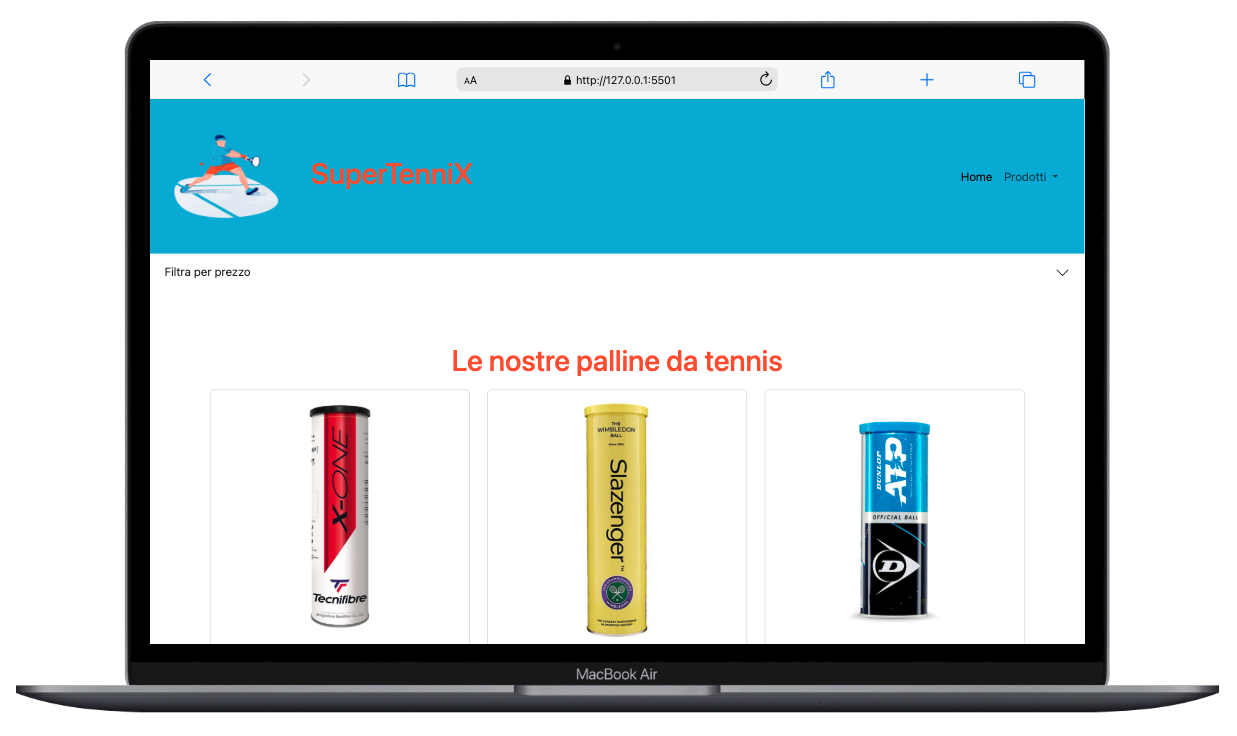 AA
http://127.0.0.1:5501
SuperTenniX
Home
Prodotti
Filtra per prezzo
Le nostre palline da tennis
X-ONE
Tecnifibre
THE
WIMBLEDON
BALL
Slazenger™
DUNLOP
ATP
OFFICIAL BALL
D
MacBook Air